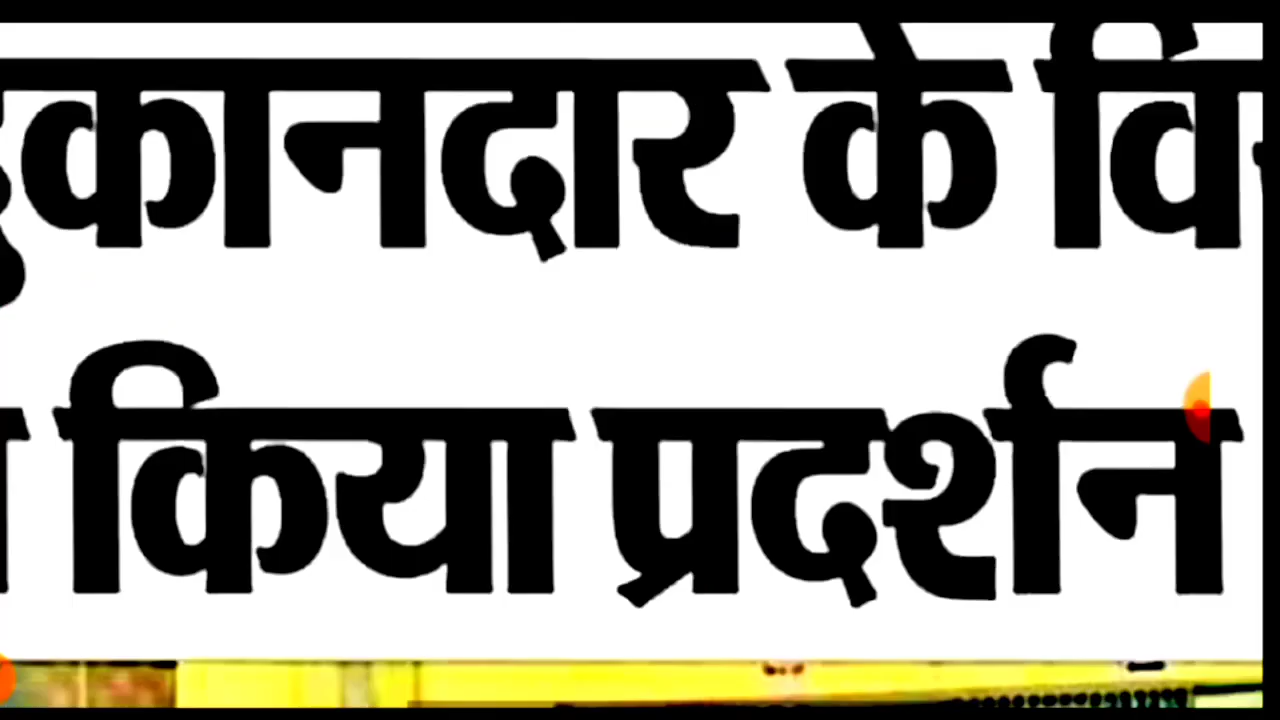 दुकानदार के वि
किया प्रदर्शन